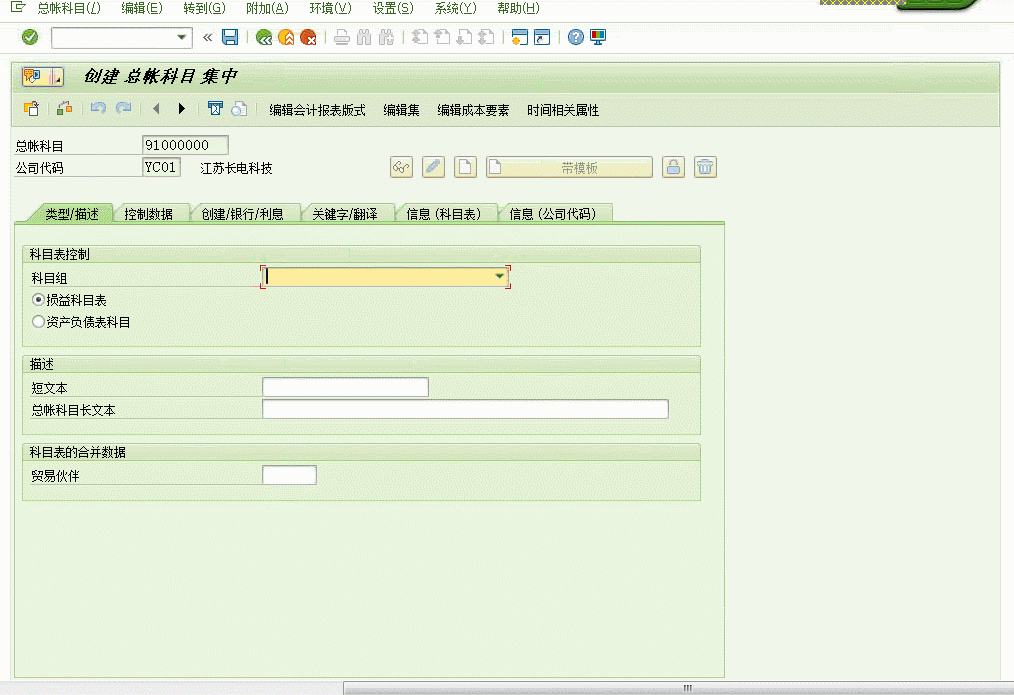 总帐科目(/) 编辑(E) 转到(G) 附加(A) 环境(V) 设置(S) 系统(Y) 帮助(H)
创建 总帐科目 集中
编辑会计报表版式 编辑集 编辑成本要素 时间相关属性
总帐科目 91000000
公司代码 YC01 江苏长电科技 带模板
类型/描述 控制数据 创建/银行/利息 关键字/翻译 信息 (科目表) 信息 (公司代码)
科目表控制
科目组
损益科目表
资产负债表科目
描述
短文本
总帐科目长文本
科目表的合并数据
贸易伙伴